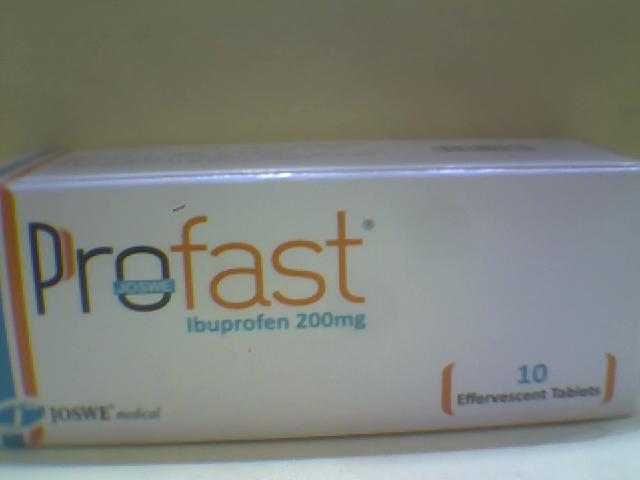 Profast®
JOSWE
Ibuprofen 200mg
10
Effervescent Tablets
JOSWE® medical